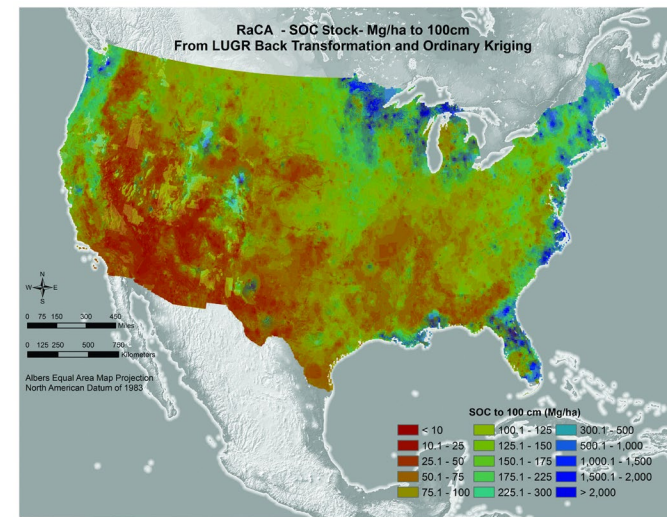 RaCA - SOC Stock- Mg/ha to 100cm
From LUGR Back Transformation and Ordinary Kriging
N
W E
S
0 75 150 300 450
Miles
0 125 250 500 750
Kilometers
Albers Equal Area Map Projection
North American Datum of 1983
SOC to 100 cm (Mg/ha)
< 10 100.1 - 125 300.1 - 500
10.1 - 25 125.1 - 150 500.1 - 1,000
25.1 - 50 150.1 - 175 1,000.1 - 1,500
50.1 - 75 175.1 - 225 1,500.1 - 2,000
75.1 - 100 225.1 - 300 > 2,000